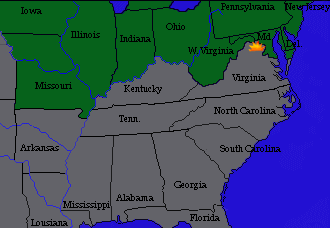 Iowa
Pennsylvania
New Jersey
Illinois
Indiana
Ohio
Md.
Del.
W. Virginia
Missouri
Kentucky
Virginia
Tenn.
North Carolina
Arkansas
South Carolina
Georgia
Alabama
Mississippi
Florida
Louisiana